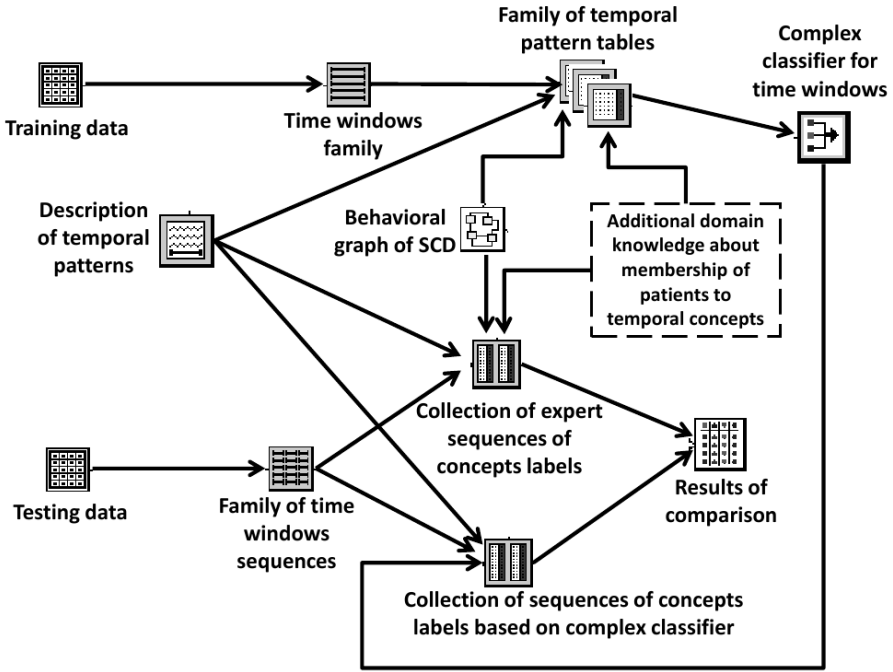 Family of temporal
pattern tables
Complex
classifier for
time windows
Training data
Time windows
family
Description
of temporal
patterns
Behavioral
graph of SCD
Additional domain
knowledge about
membership of
patients to
temporal concepts
Collection of expert
sequences of
concepts labels
Testing data
Family of time
windows
sequences
Results of
comparison
Collection of sequences of concepts
labels based on complex classifier